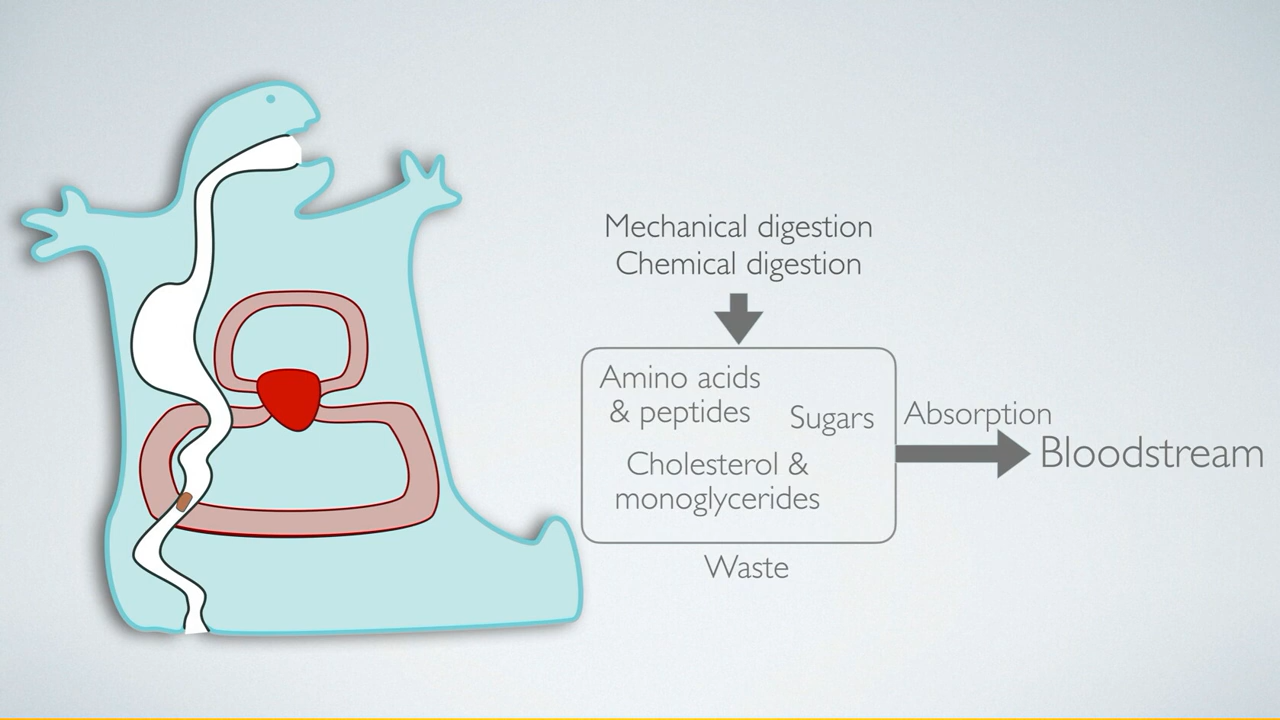 Mechanical digestion
Chemical digestion
Amino acids
& peptides
Sugars
Cholesterol &
monoglycerides
Absorption
Bloodstream
Waste